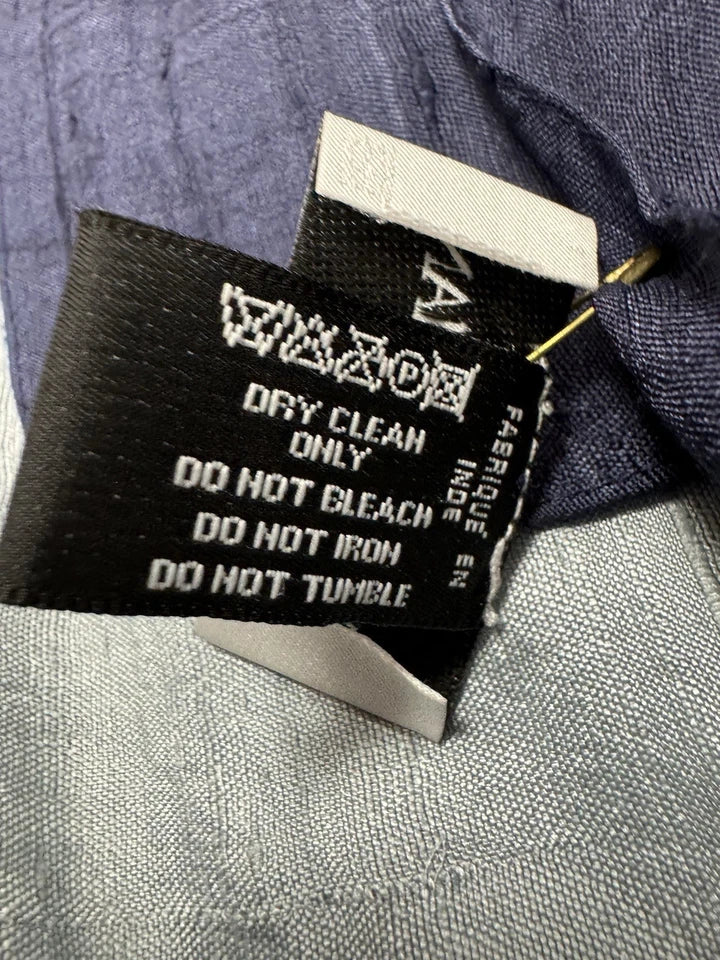 DRY CLEAN
ONLY
DO NOT BLEACH
DO NOT IRON
DO NOT TUMBLE
FABRIQUE' EN
INDE
P